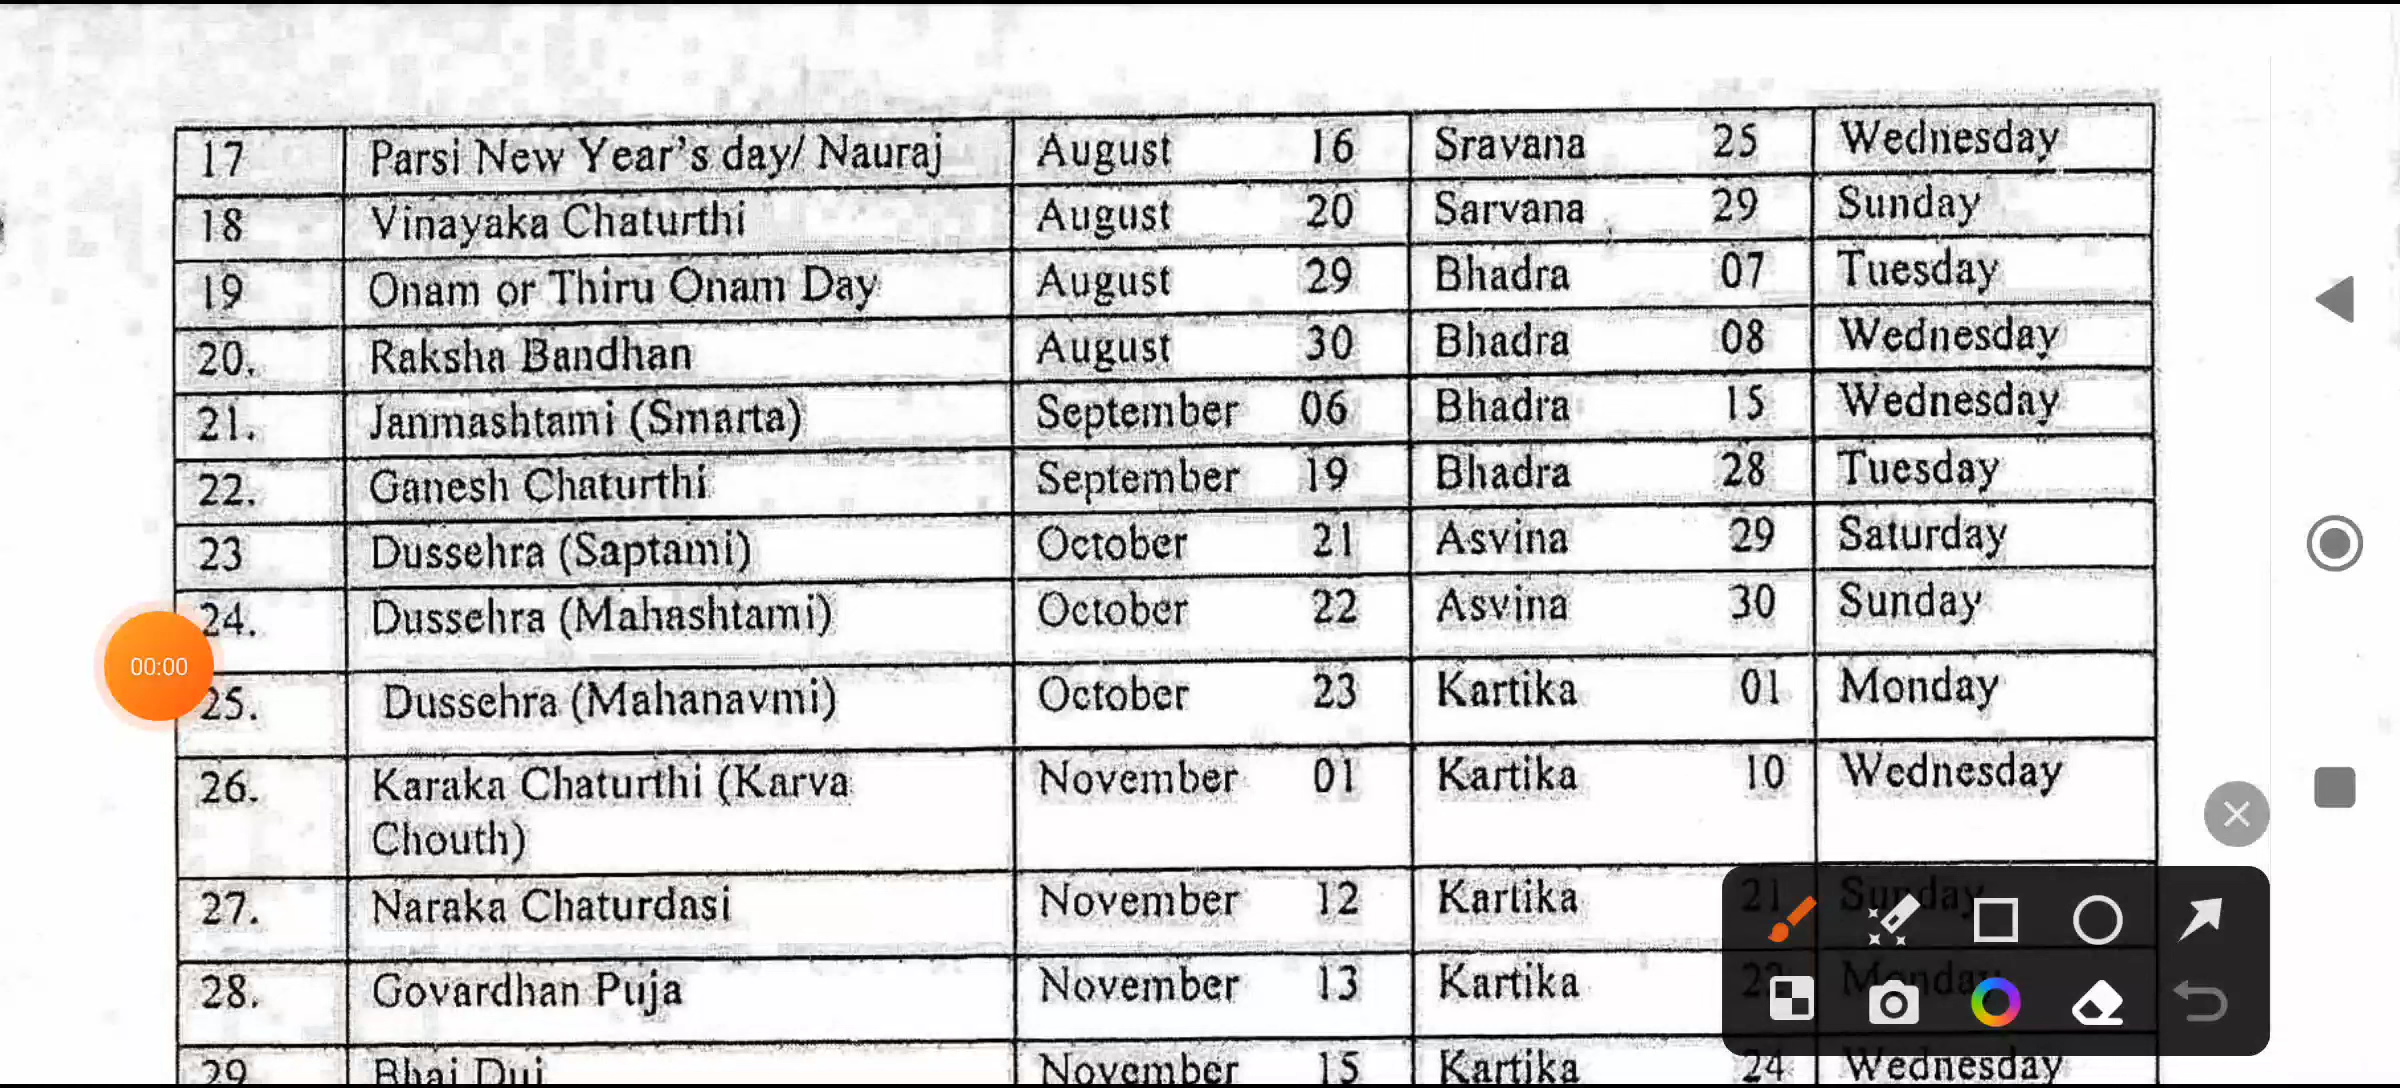 17 Parsi New Year's day/ Nauraj August 16 Sravana 25 Wednesday
18 Vinayaka Chaturthi August 20 Sarvana 29 Sunday
19 Onam or Thiru Onam Day August 29 Bhadra 07 Tuesday
20. Raksha Bandhan August 30 Bhadra 08 Wednesday
21. Janmashtami (Smarta) September 06 Bhadra 15 Wednesday
22. Ganesh Chaturthi September 19 Bhadra 28 Tuesday
23 Dussehra (Saptami) October 21 Asvina 29 Saturday
24. Dussehra (Mahashtami) October 22 Asvina 30 Sunday
00:00
25. Dussehra (Mahanavmi) October 23 Kartika 01 Monday
26. Karaka Chaturthi (Karva November 01 Kartika 10 Wednesday
Chouth)
27. Naraka Chaturdasi November 12 Kartika 21 Sunday
28. Govardhan Puja November 13 Kartika Monday
29 Bhai Duj November 15 Kartika 24 Wednesday